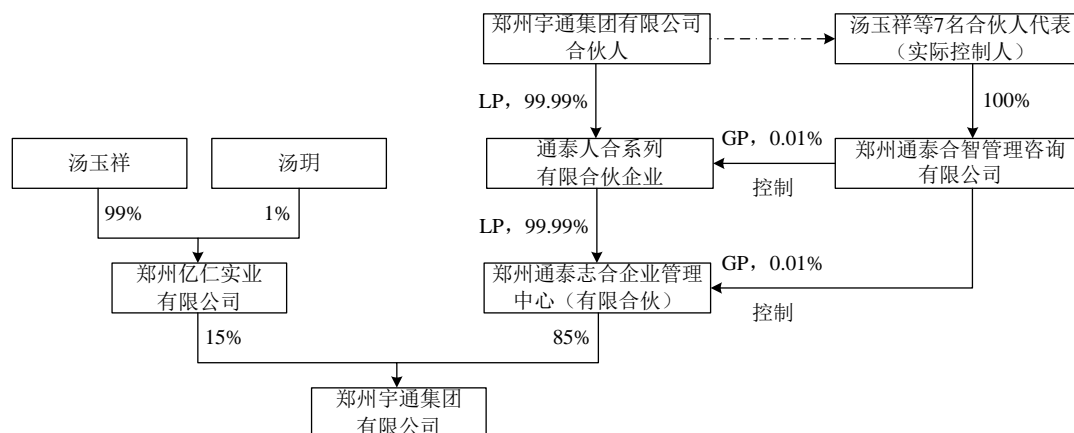 郑州宇通集团有限公司
合伙人
汤玉祥等7名合伙人代表
（实际控制人）
LP，99.99%
100%
汤玉祥
汤玥
通泰人合系列
有限合伙企业
GP，0.01%
控制
郑州通泰合智管理咨询
有限公司
99%
1%
LP，99.99%
郑州亿仁实业
有限公司
郑州通泰志合企业管理
中心（有限合伙）
GP，0.01%
控制
15%
85%
郑州宇通集团
有限公司